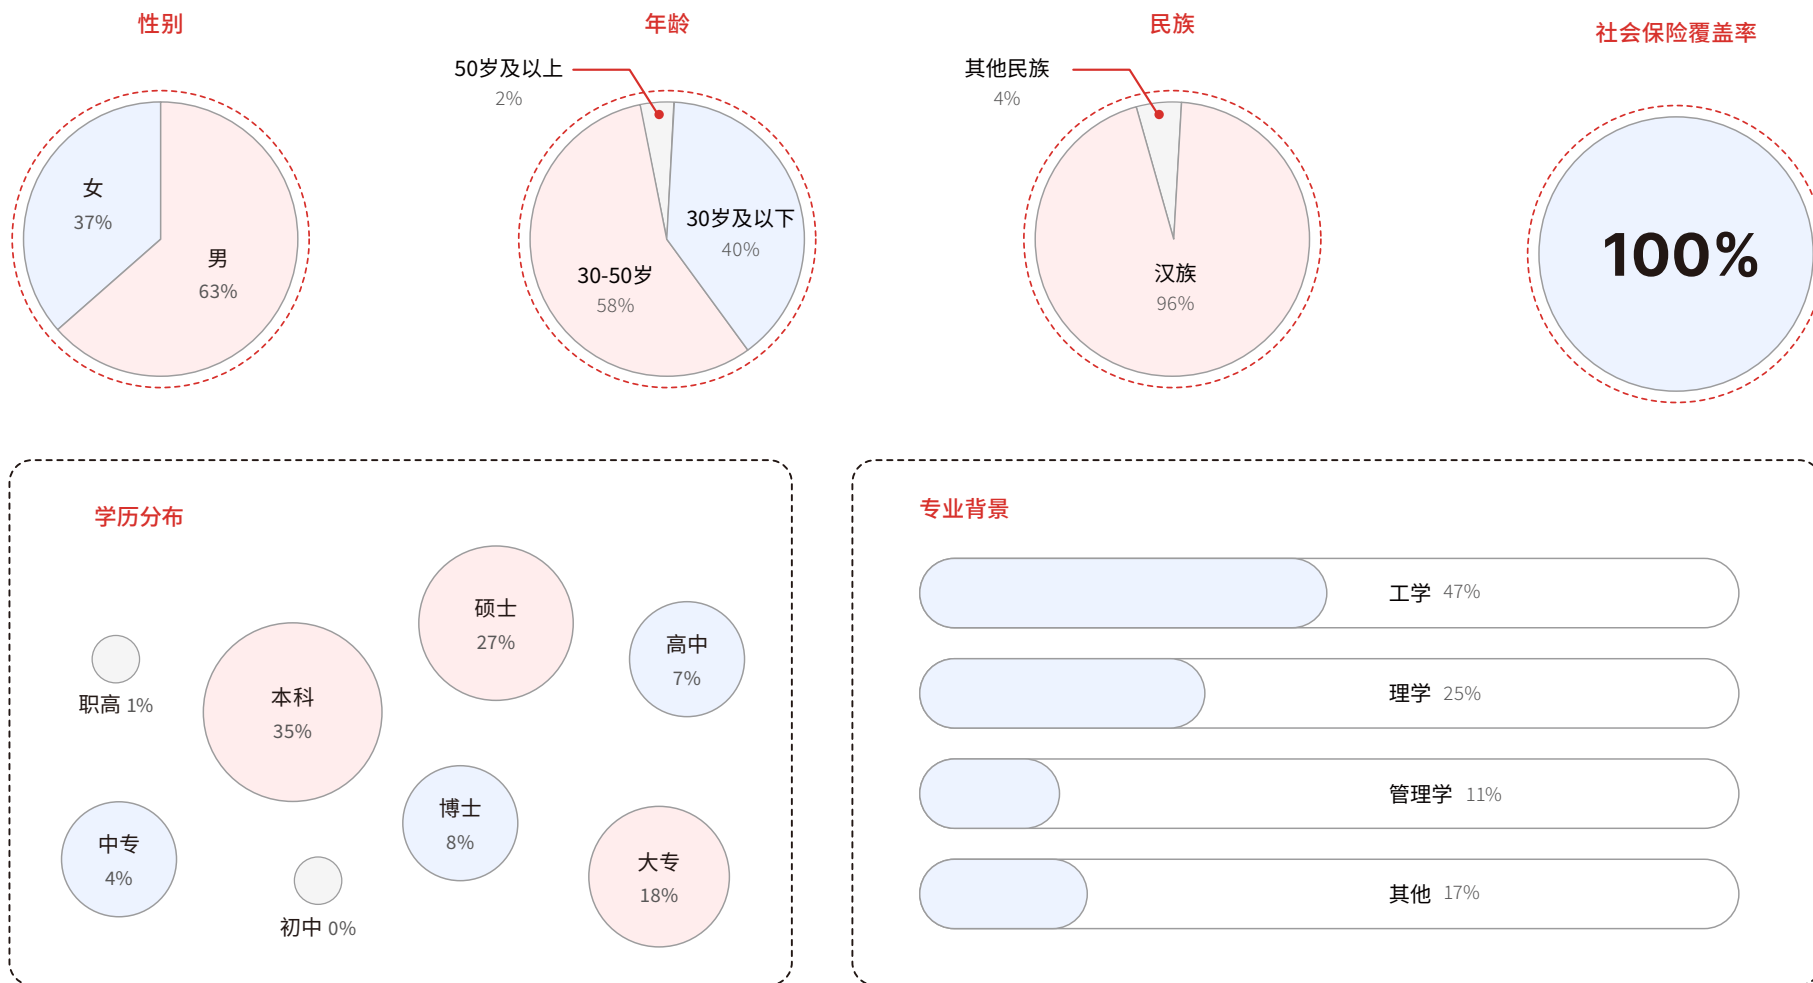 性别
年龄
民族
社会保险覆盖率
女
37%
男
63%
50岁及以上
2%
30岁及以下
40%
30-50岁
58%
其他民族
4%
汉族
96%
100%
学历分布
硕士
27%
高中
7%
职高 1%
本科
35%
中专
4%
博士
8%
初中 0%
大专
18%
专业背景
工学 47%
理学 25%
管理学 11%
其他 17%